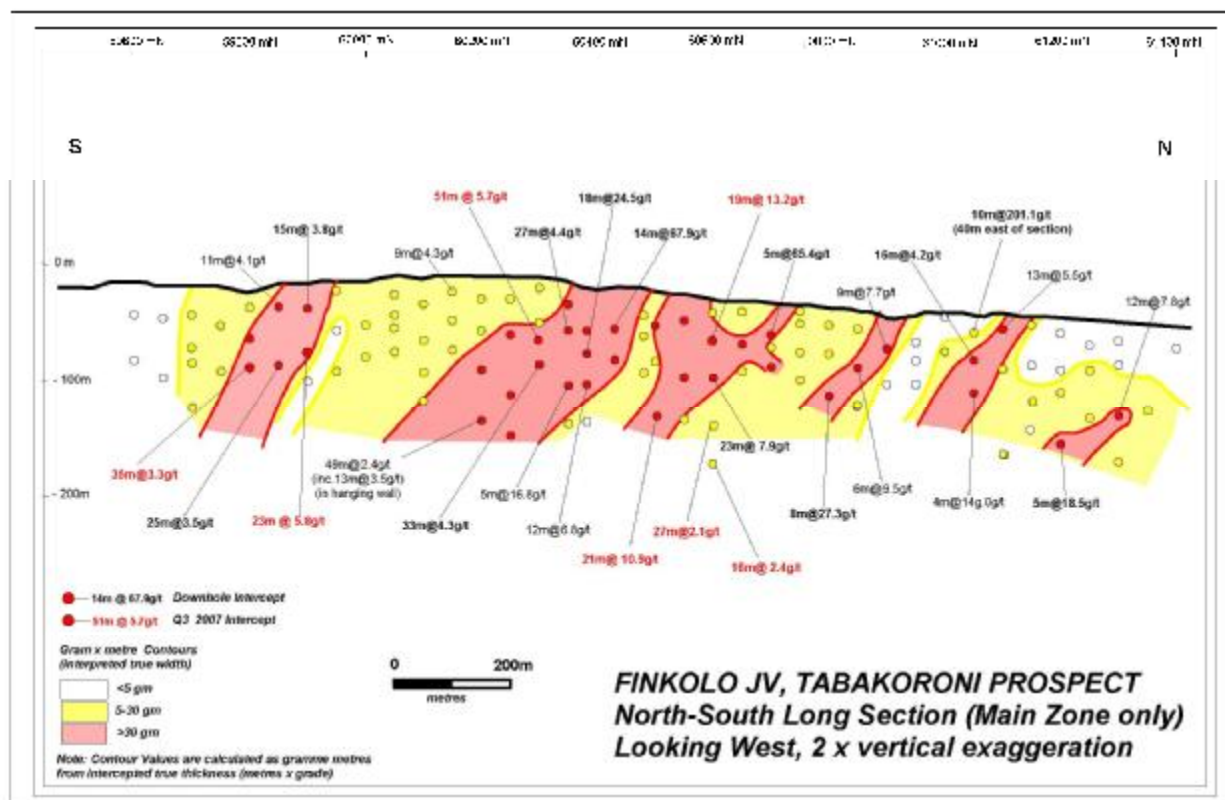 S
N
51m @ 5.7g/t
18m@24.5g/t
19m@13.2g/t
15m@3.8g/t
27m@4.4g/t
14m@67.9g/t
10m@201.1g/t
(40m east of section)
11m@4.1g/t
9m@4.3g/t
5m@65.4g/t
16m@4.2g/t
13m@5.5g/t
9m@7.7g/t
12m@7.8g/t
0 m
- 100m
- 200m
49m@2.4g/t
(inc.13m@3.5g/t)
(in hanging wall)
23m@ 7.9g/t
25m@3.5g/t
23m @ 5.8g/t
33m@4.3g/t
5m@16.8g/t
12m@6.8g/t
27m@2.1g/t
21m@ 10.9g/t
16m@ 2.4g/t
8m@27.3g/t
6m@9.5g/t
4m@14g.0g/t
5m@18.5g/t
14m @ 67.9g/t Downhole Intercept
51m @ 5.7g/t Q3 2007 Intercept
Gram x metre Contours
(interpreted true width)
<5 gm
5-30 gm
>30 gm
Note: Contour Values are calculated as gramme metres
from intercepted true thickness (metres x grade)
0 200m
metres
FINKOLO JV, TABAKORONI PROSPECT
North-South Long Section (Main Zone only)
Looking West, 2 x vertical exaggeration